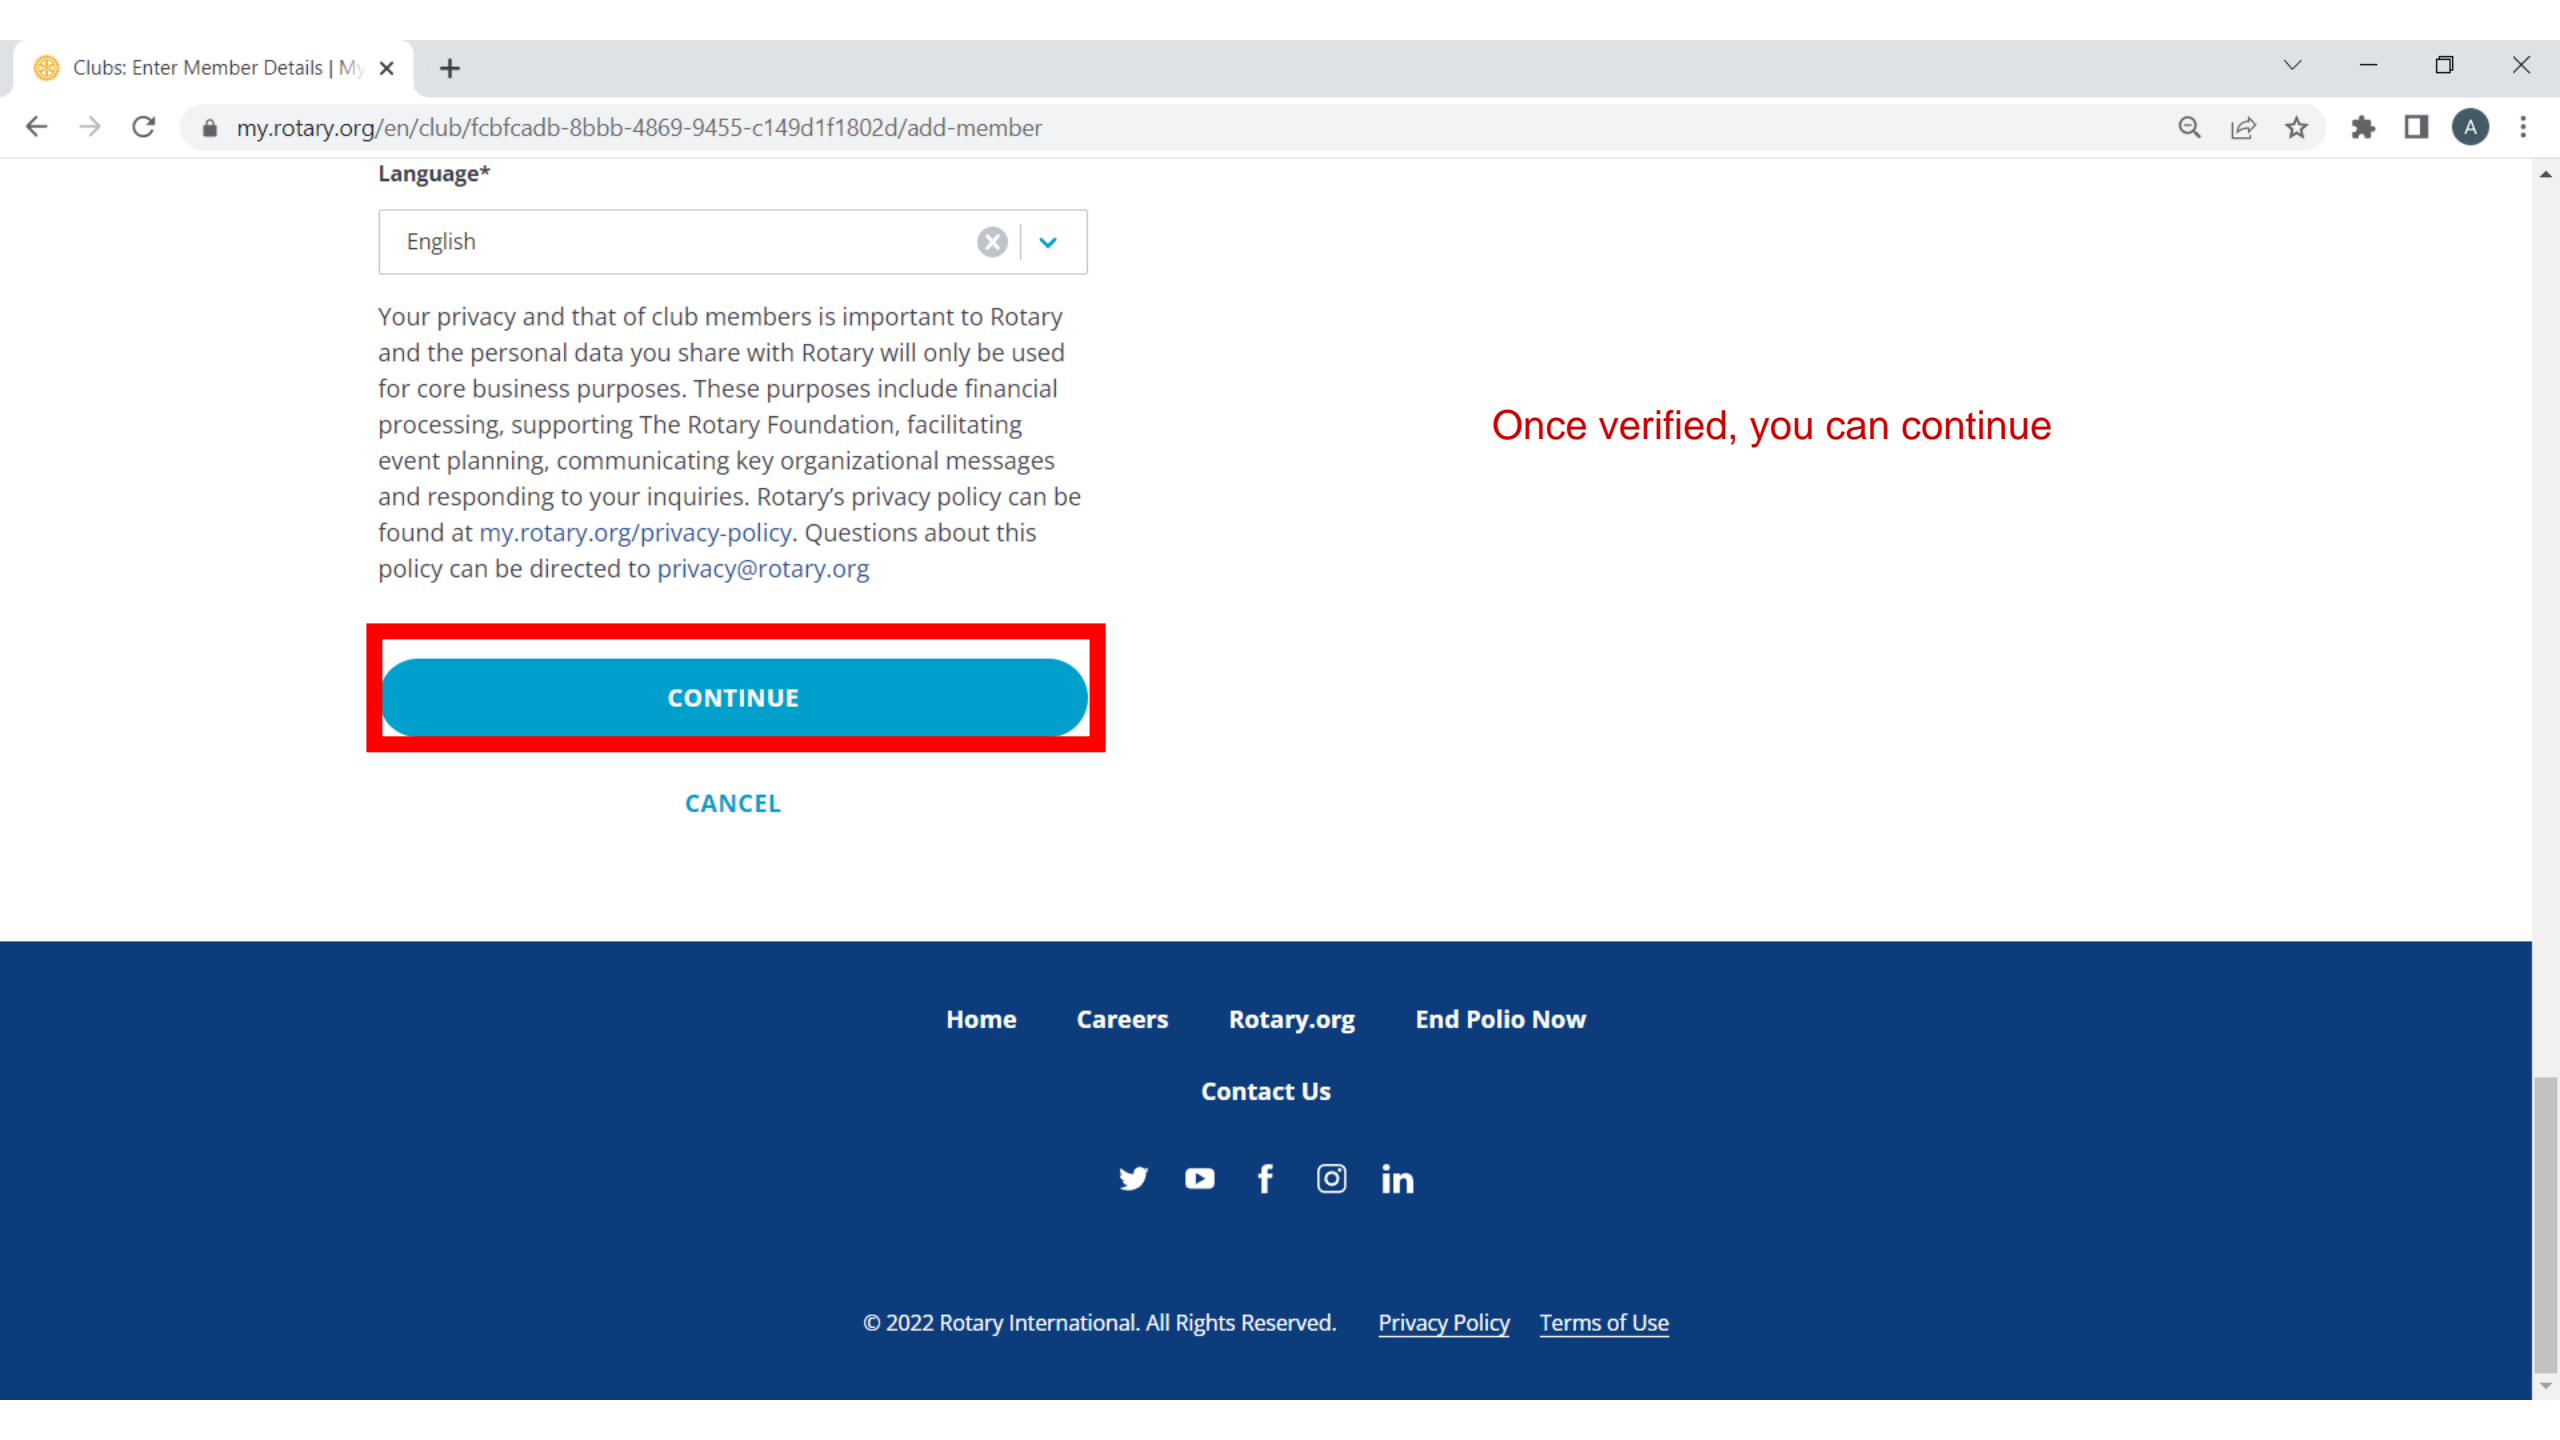 Clubs: Enter Member Details | My
my.rotary.org/en/club/fcbfcadb-8bbb-4869-9455-c149d1f1802d/add-member
A
Language*
English
Your privacy and that of club members is important to Rotary
and the personal data you share with Rotary will only be used
for core business purposes. These purposes include financial
processing, supporting The Rotary Foundation, facilitating
event planning, communicating key organizational messages
and responding to your inquiries. Rotary’s privacy policy can be
found at my.rotary.org/privacy-policy. Questions about this
policy can be directed to privacy@rotary.org
Once verified, you can continue
CONTINUE
CANCEL
Home Careers Rotary.org End Polio Now
Contact Us
© 2022 Rotary International. All Rights Reserved. Privacy Policy Terms of Use